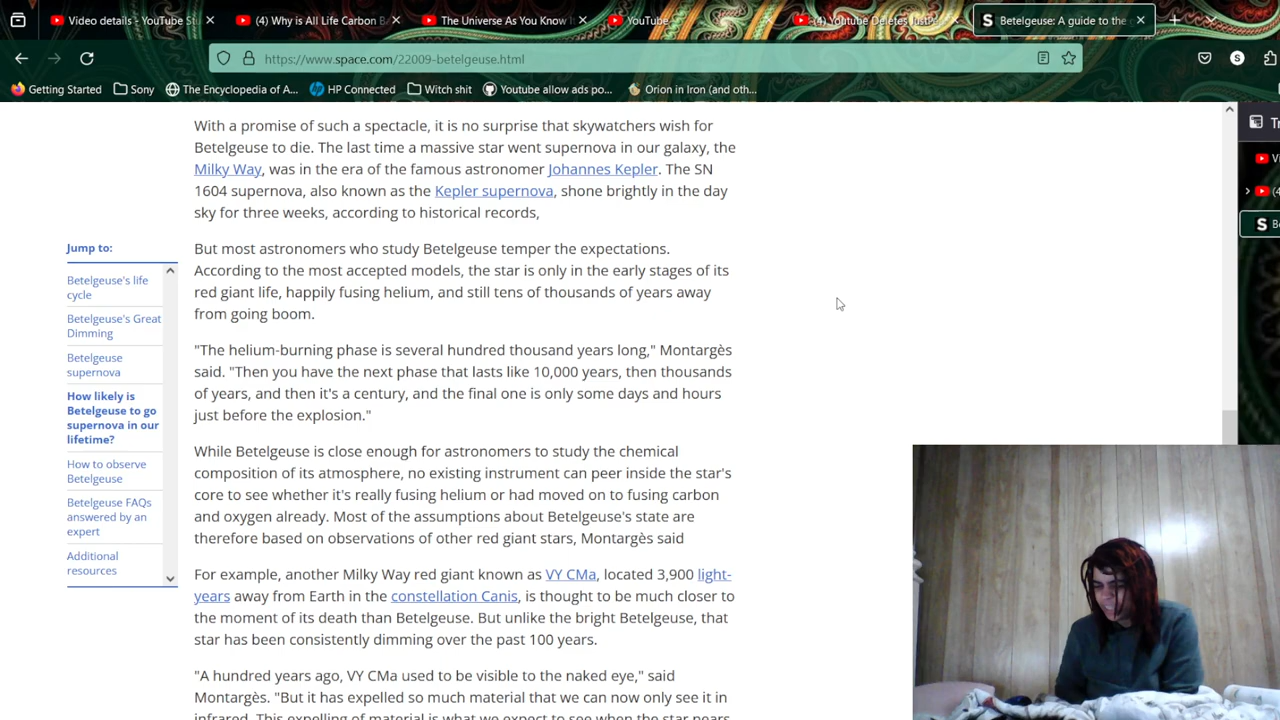 Video details - YouTube St
(4) Why is All Life Carbon B
The Universe As You Know I
YouTube
(4) Youtube Deletes JustPe
Betelgeuse: A guide to the
https://www.space.com/22009-betelgeuse.html
Getting Started
Sony
The Encyclopedia of A...
HP Connected
Witch shit
Youtube allow ads po...
Orion in Iron (and oth...
With a promise of such a spectacle, it is no surprise that skywatchers wish for
Betelgeuse to die. The last time a massive star went supernova in our galaxy, the
Milky Way, was in the era of the famous astronomer Johannes Kepler. The SN
1604 supernova, also known as the Kepler supernova, shone brightly in the day
sky for three weeks, according to historical records,
But most astronomers who study Betelgeuse temper the expectations.
According to the most accepted models, the star is only in the early stages of its
red giant life, happily fusing helium, and still tens of thousands of years away
from going boom.
"The helium-burning phase is several hundred thousand years long," Montargès
said. "Then you have the next phase that lasts like 10,000 years, then thousands
of years, and then it's a century, and the final one is only some days and hours
just before the explosion."
While Betelgeuse is close enough for astronomers to study the chemical
composition of its atmosphere, no existing instrument can peer inside the star's
core to see whether it's really fusing helium or had moved on to fusing carbon
and oxygen already. Most of the assumptions about Betelgeuse's state are
therefore based on observations of other red giant stars, Montargès said
For example, another Milky Way red giant known as VY CMa, located 3,900 light-
years away from Earth in the constellation Canis, is thought to be much closer to
the moment of its death than Betelgeuse. But unlike the bright Betelgeuse, that
star has been consistently dimming over the past 100 years.
"A hundred years ago, VY CMa used to be visible to the naked eye," said
Montargès. "But it has expelled so much material that we can now only see it in
infrared. This expelling of material is what we expect to see when the star nears
Jump to:
Betelgeuse's life
cycle
Betelgeuse's Great
Dimming
Betelgeuse
supernova
How likely is
Betelgeuse to go
supernova in our
lifetime?
How to observe
Betelgeuse
Betelgeuse FAQs
answered by an
expert
Additional
resources
Tr
Vi
(4
Be